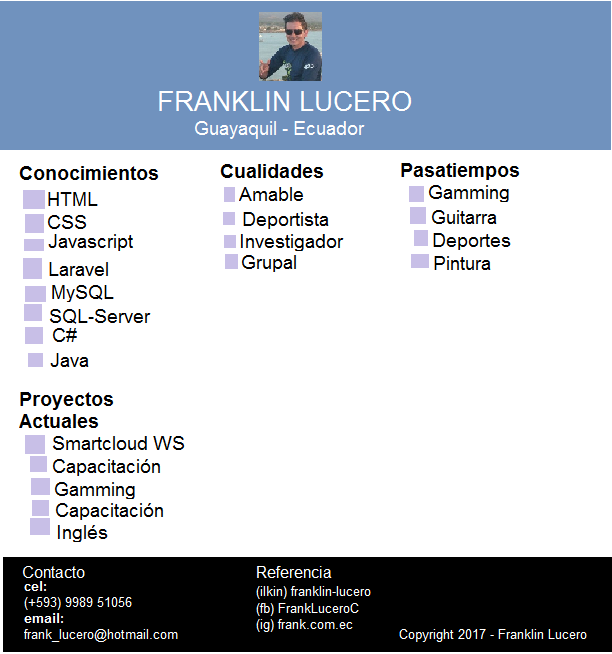 FRANKLIN LUCERO
Guayaquil - Ecuador
Conocimientos
HTML
CSS
Javascript
Laravel
MySQL
SQL-Server
C#
Java
Cualidades
Amable
Deportista
Investigador
Grupal
Pasatiempos
Gamming
Guitarra
Deportes
Pintura
Proyectos
Actuales
Smartcloud WS
Capacitación
Gamming
Capacitación
Inglés
Contacto
cel:
(+593) 9989 51056
email:
frank_lucero@hotmail.com
Referencia
(ilkin) franklin-lucero
(fb) FrankLuceroC
(ig) frank.com.ec
Copyright 2017 - Franklin Lucero